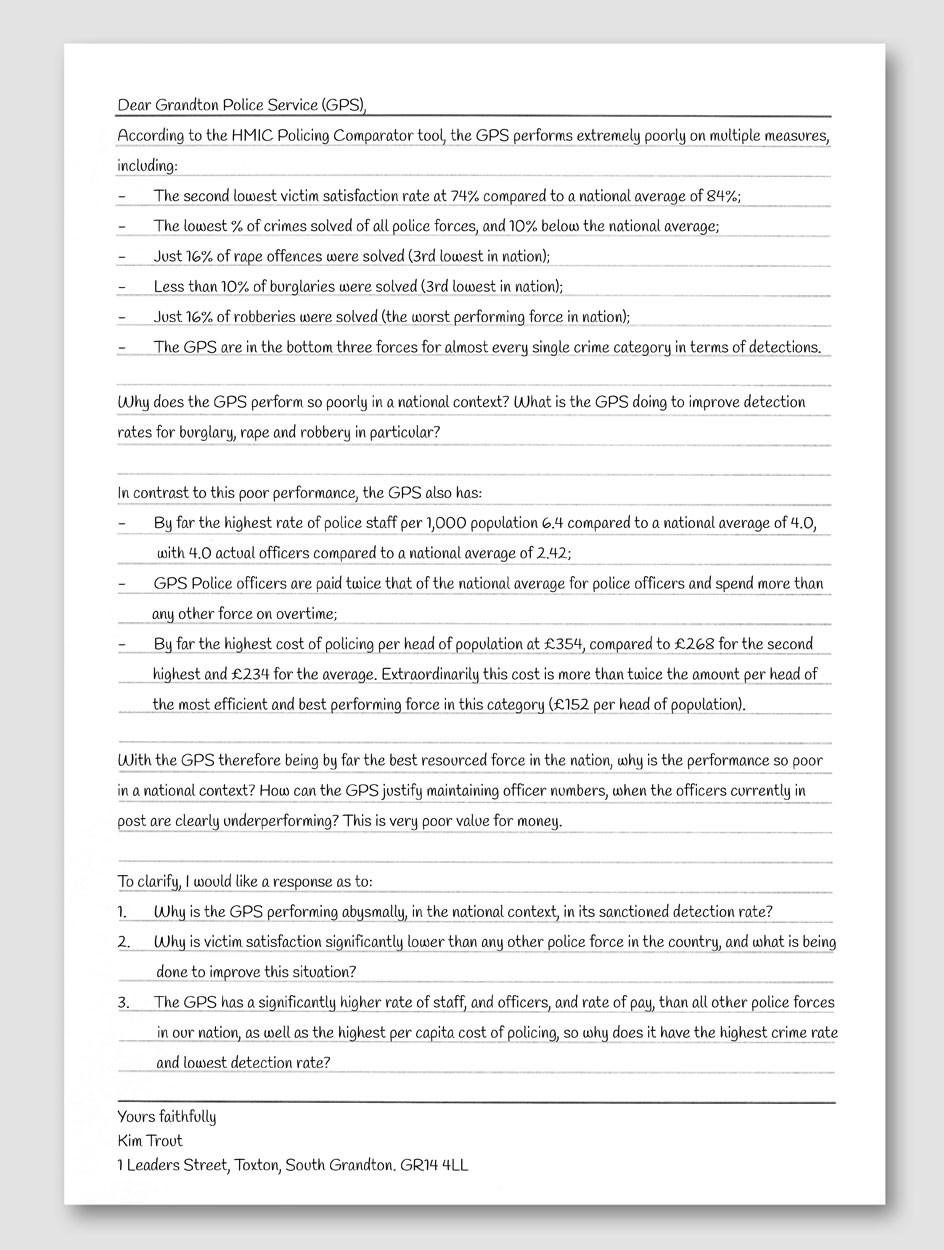 Dear Grandton Police Service (GPS),
According to the HMIC Policing Comparator tool, the GPS performs extremely poorly on multiple measures,
including:
- The second lowest victim satisfaction rate at 74% compared to a national average of 84%;
- The lowest % of crimes solved of all police forces, and 10% below the national average;
- Just 16% of rape offences were solved (3rd lowest in nation);
- Less than 10% of burglaries were solved (3rd lowest in nation);
- Just 16% of robberies were solved (the worst performing force in nation);
- The GPS are in the bottom three forces for almost every single crime category in terms of detections.
Why does the GPS perform so poorly in a national context? What is the GPS doing to improve detection
rates for burglary, rape and robbery in particular?
In contrast to this poor performance, the GPS also has:
- By far the highest rate of police staff per 1,000 population 6.4 compared to a national average of 4.0,
with 4.0 actual officers compared to a national average of 2.42;
- GPS Police officers are paid twice that of the national average for police officers and spend more than
any other force on overtime;
- By far the highest cost of policing per head of population at £354, compared to £268 for the second
highest and £234 for the average. Extraordinarily this cost is more than twice the amount per head of
the most efficient and best performing force in this category (£152 per head of population).
With the GPS therefore being by far the best resourced force in the nation, why is the performance so poor
in a national context? How can the GPS justify maintaining officer numbers, when the officers currently in
post are clearly underperforming? This is very poor value for money.
To clarify, I would like a response as to:
1. Why is the GPS performing abysmally, in the national context, in its sanctioned detection rate?
2. Why is victim satisfaction significantly lower than any other police force in the country, and what is being
done to improve this situation?
3. The GPS has a significantly higher rate of staff, and officers, and rate of pay, than all other police forces
in our nation, as well as the highest per capita cost of policing, so why does it have the highest crime rate
and lowest detection rate?
Yours faithfully
Kim Trout
1 Leaders Street, Toxton, South Grandton. GR14 4LL